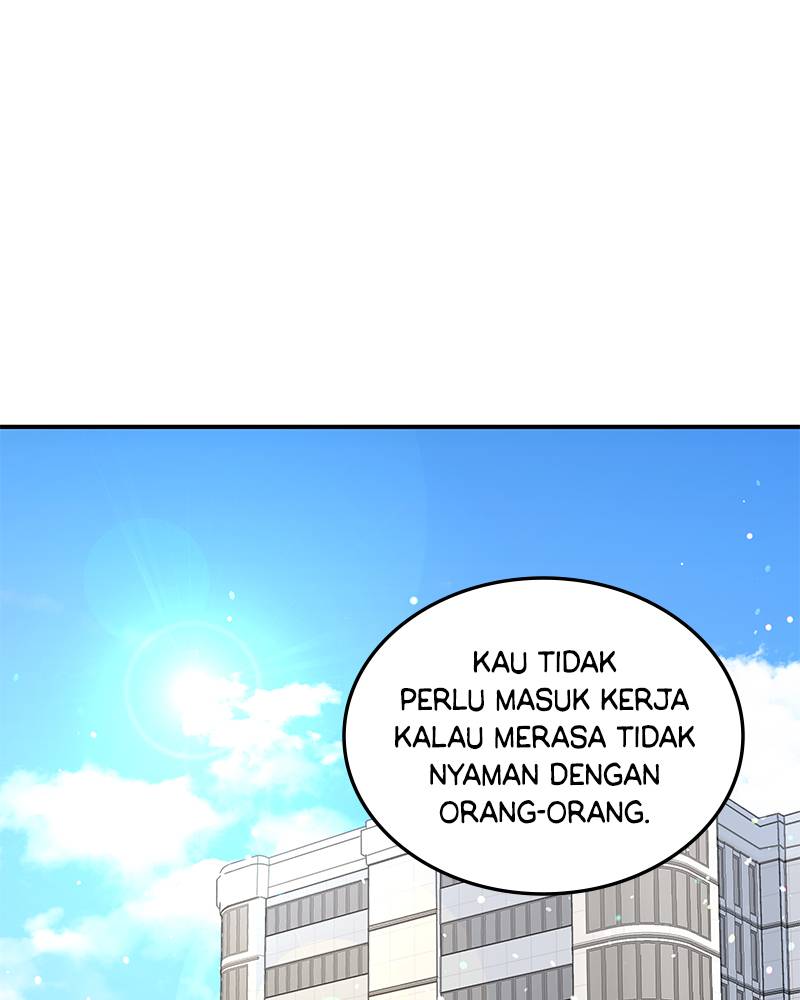 KAU TIDAK
PERLU MASUK KERJA
KALAU MERASA TIDAK
NYAMAN DENGAN
ORANG-ORANG.